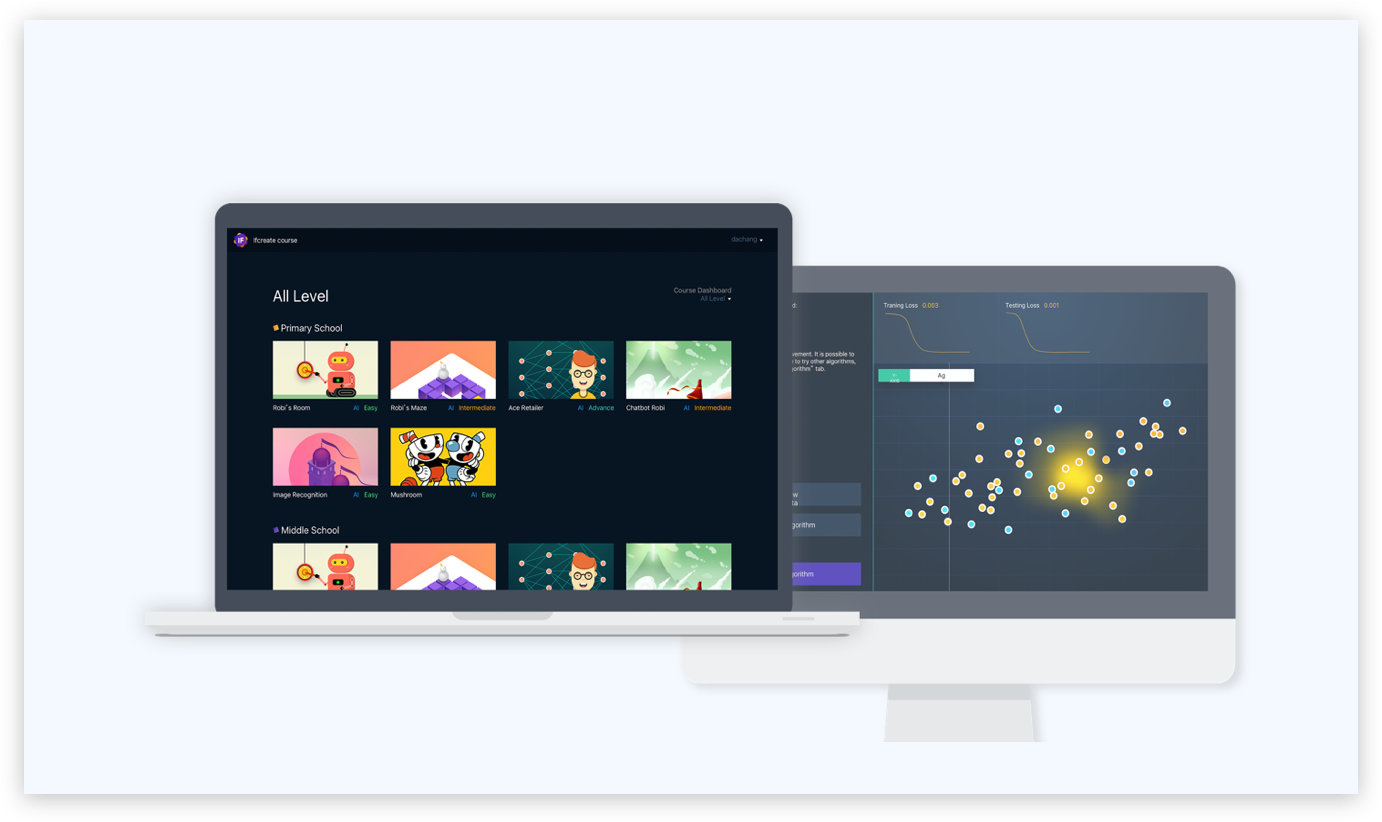 IF Ifcreate course
dachang
All Level
Course Dashboard
All Level
Primary School
Robi's Room AI Easy
Robi's Maze AI Intermediate
Ace Retailer AI Advance
Chatbot Robi AI Intermediate
Image Recognition AI Easy
Mushroom AI Easy
Middle School
d:
vement. It is possible to
to try other algorithms,
gorithm" tab.
w
ta
gorithm
gorithm
Traning Loss 0.003
Testing Loss 0.001
Ag